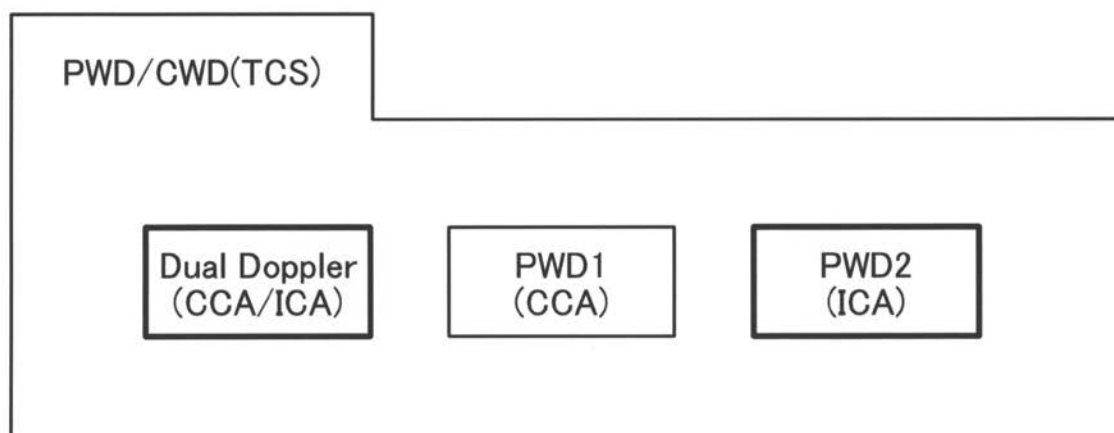 PWD/CWD(TCS)
Dual Doppler
(CCA/ICA)
PWD1
(CCA)
PWD2
(ICA)